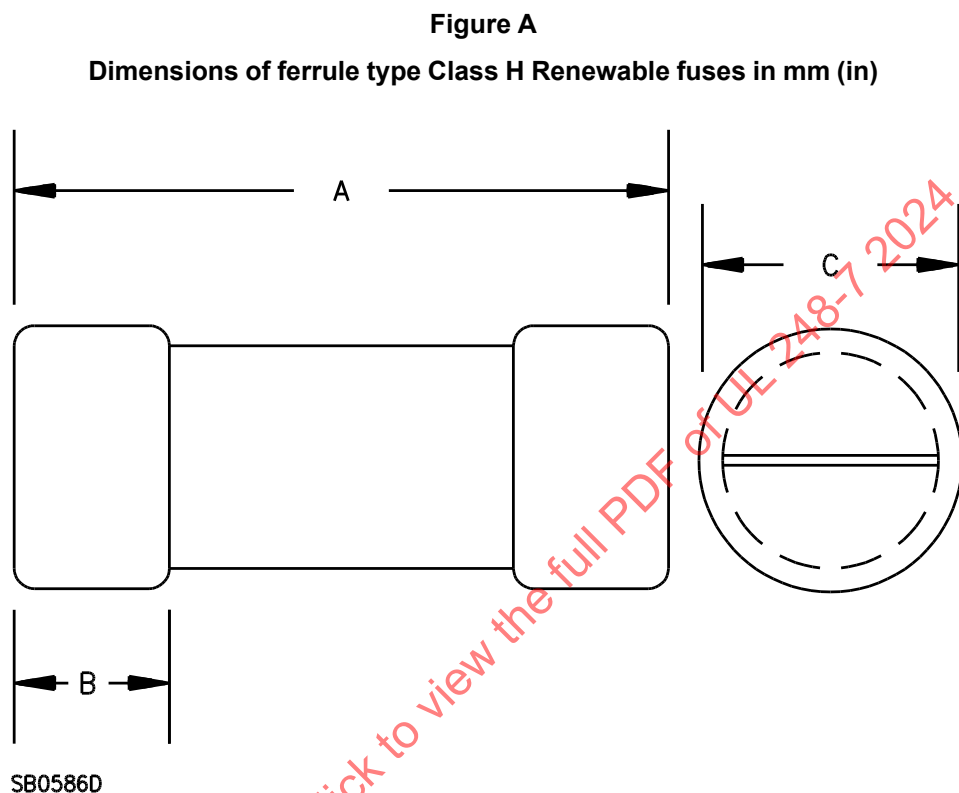 Figure A
Dimensions of ferrule type Class H Renewable fuses in mm (in)
A
C
B
SB0586D
lick to view the full PDF of UL 248-7 2024